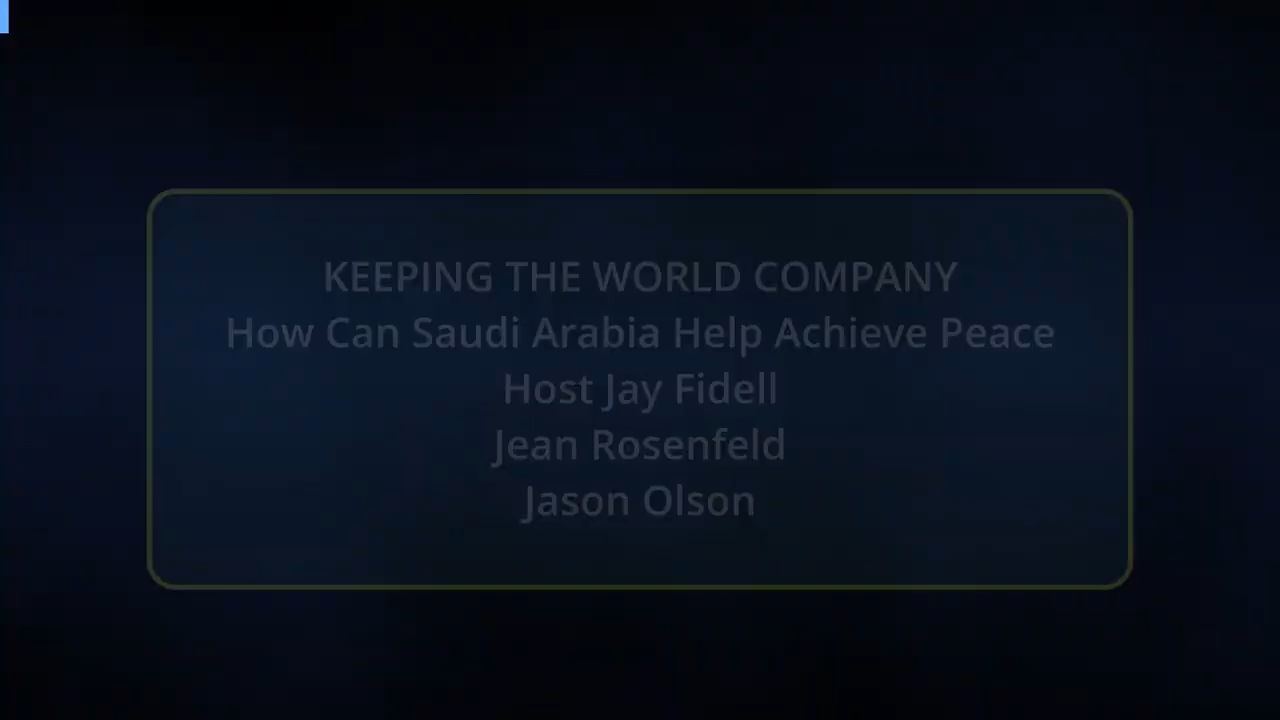 KEEPING THE WORLD COMPANY
How Can Saudi Arabia Help Achieve Peace
Host Jay Fidell
Jean Rosenfeld
Jason Olson